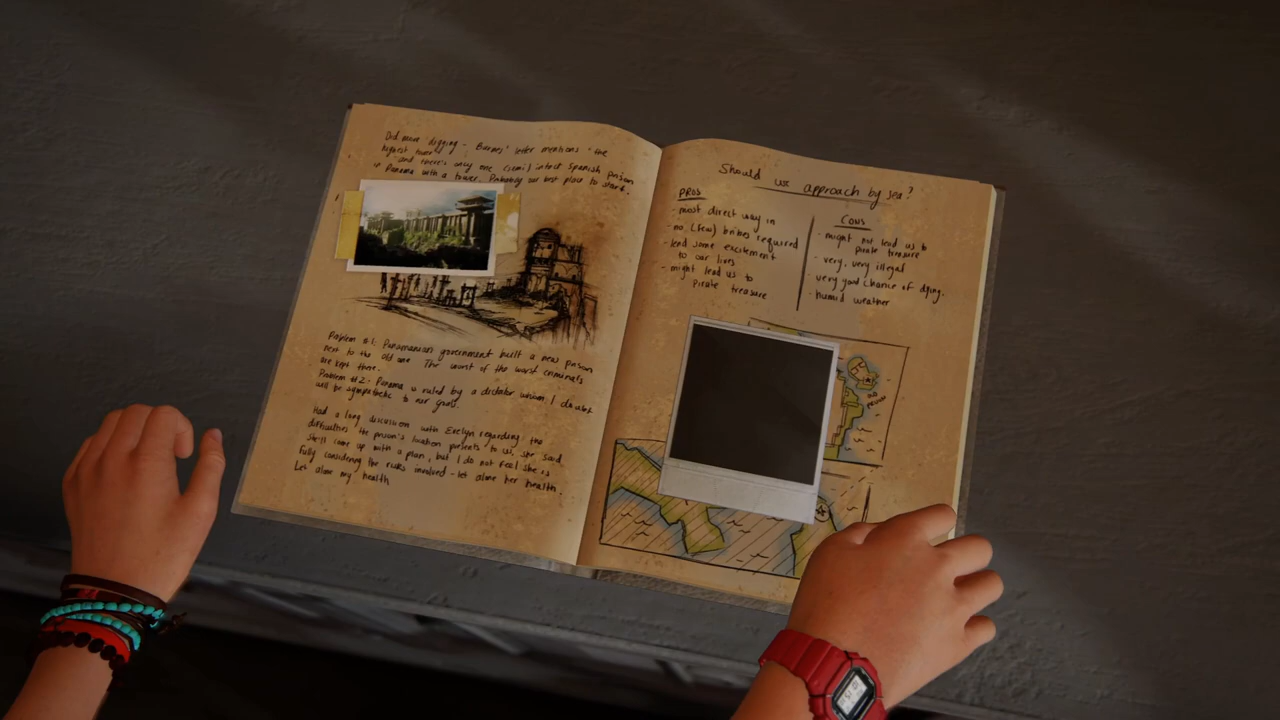 Did more digging - Burnes' letter mentions "the
highest tower"
and there's only one (semi) intact Spanish prison
in Panama with a tower. Probably our best place to start.
Problem #1: Panamanian government built a new prison
next to the old one. The worst of the worst criminals
are kept there.
Problem #2: Panama is ruled by a dictator whom I doubt
will be sympathetic to our goals.
Had a long discussion with Evelyn regarding the
difficulties the prison's location presents to us, she said
she'll come up with a plan, but I do not feel she is
fully considering the risks involved - let alone her health.
Let alone my health
Should we approach by sea?
PROS
- most direct way in
- no (few) bribes required
- lend some excitement
to our lives
- might lead us to
pirate treasure
CONS
- might not lead us to
pirate treasure
- very, very illegal
- very good chance of dying.
- humid weather
old
prison